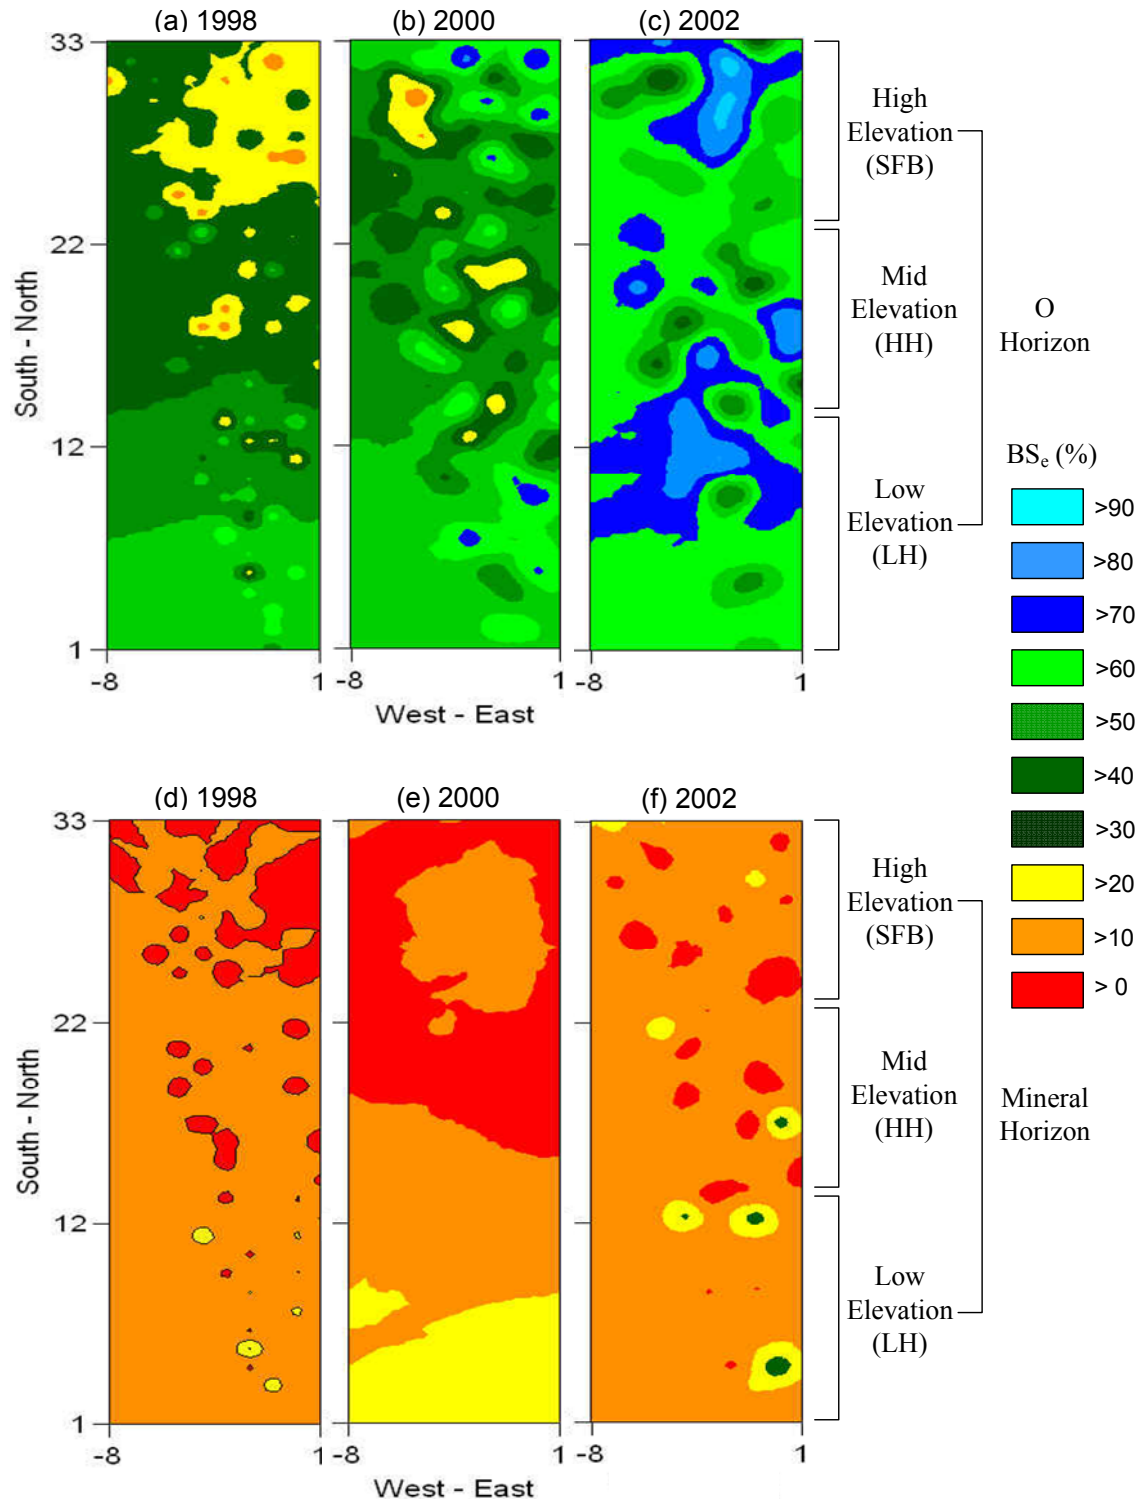 (a) 1998
(b) 2000
(c) 2002
33
22
12
1
South - North
-8
1
-8
1
-8
1
West - East
High
Elevation
(SFB)
Mid
Elevation
(HH)
Low
Elevation
(LH)
O
Horizon
BSe (%)
>90
>80
>70
>60
>50
>40
>30
>20
>10
> 0
(d) 1998
(e) 2000
(f) 2002
33
22
12
1
South - North
-8
1
-8
1
-8
1
West - East
High
Elevation
(SFB)
Mid
Elevation
(HH)
Low
Elevation
(LH)
Mineral
Horizon